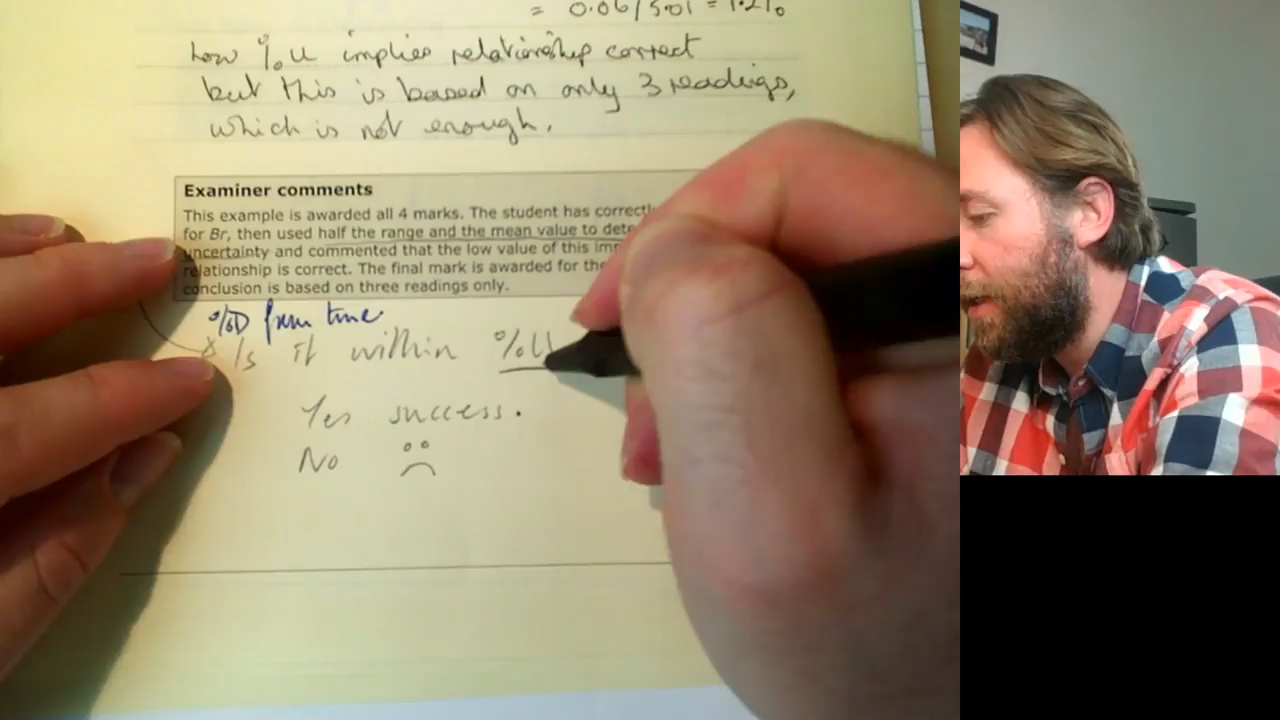 = 0.06/5.01 = 1.2%
low %U implies relationship correct
but this is based on only 3 readings,
which is not enough.
Examiner comments
This example is awarded all 4 marks. The student has correctl
for Br, then used half the range and the mean value to dete
uncertainty and commented that the low value of this im
relationship is correct. The final mark is awarded for the
conclusion is based on three readings only.
%D from true
Is it within %U
Yes success.
No